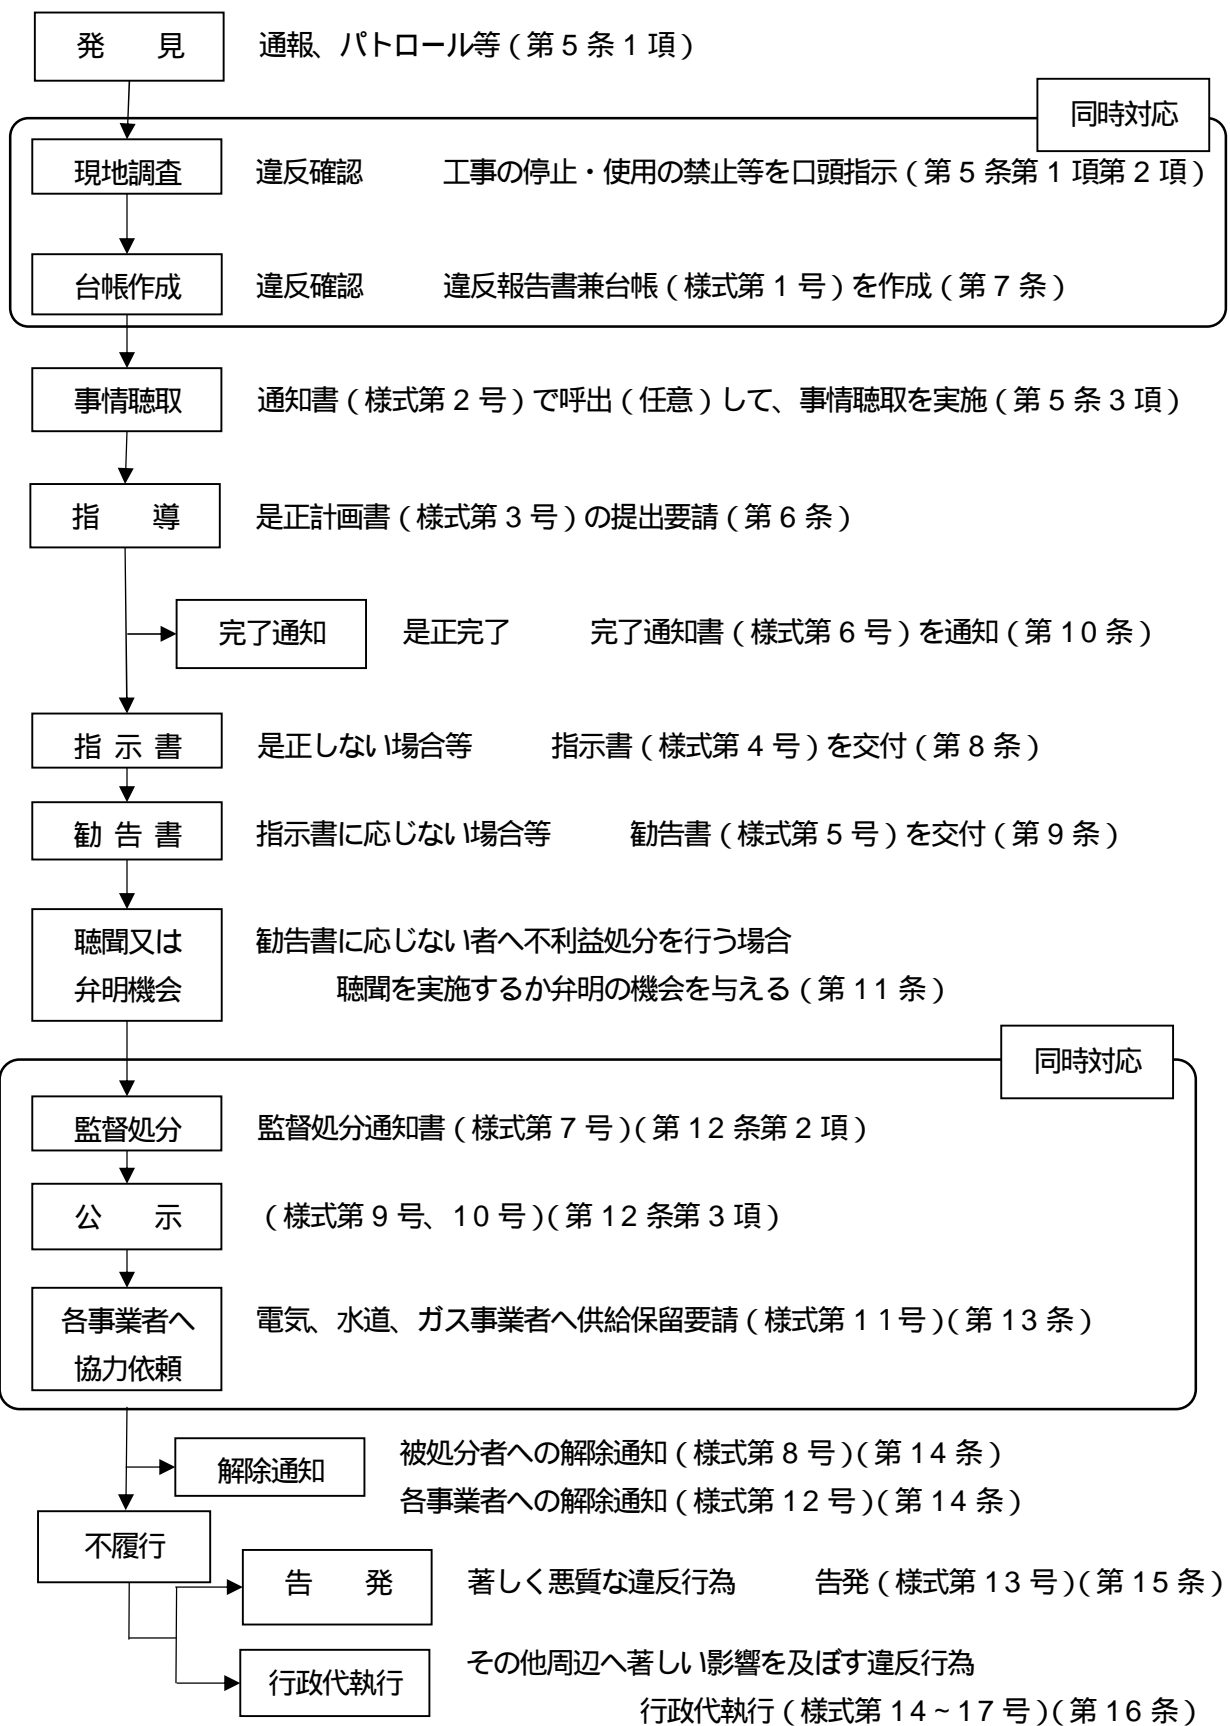 発　見　通報、パトロール等（第５条１項）
同時対応
現地調査　違反確認　工事の停止・使用の禁止等を口頭指示（第５条第１項第２項）
台帳作成　違反確認　違反報告書兼台帳（様式第１号）を作成（第７条）
事情聴取　通知書（様式第２号）で呼出（任意）して、事情聴取を実施（第５条３項）
指　導　是正計画書（様式第３号）の提出要請（第６条）
完了通知　是正完了　完了通知書（様式第６号）を通知（第１０条）
指 示 書　是正しない場合等　指示書（様式第４号）を交付（第８条）
勧 告 書　指示書に応じない場合等　勧告書（様式第５号）を交付（第９条）
聴聞又は　勧告書に応じない者へ不利益処分を行う場合
弁明機会　聴聞を実施するか弁明の機会を与える（第１１条）
同時対応
監督処分　監督処分通知書（様式第７号）（第１２条第２項）
公　示　（様式第９号、１０号）（第１２条第３項）
各事業者へ　電気、水道、ガス事業者へ供給保留要請（様式第１１号）（第１３条）
協力依頼
解除通知　被処分者への解除通知（様式第８号）（第１４条）
各事業者への解除通知（様式第１２号）（第１４条）
不履行
告　発　著しく悪質な違反行為　告発（様式第１３号）（第１５条）
行政代執行　その他周辺へ著しい影響を及ぼす違反行為
行政代執行（様式第１４～１７号）（第１６条）